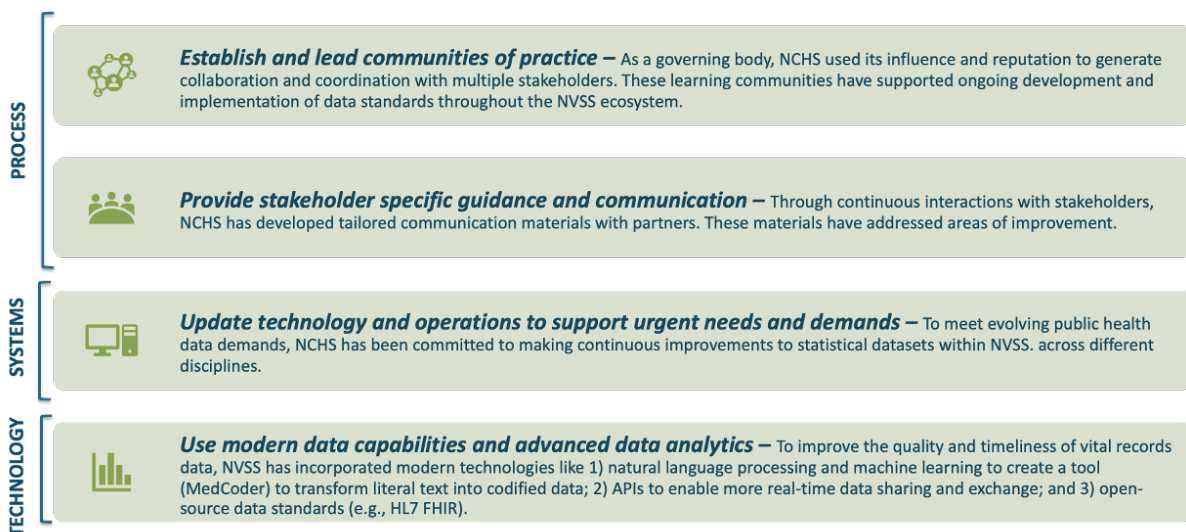 PROCESS
Establish and lead communities of practice – As a governing body, NCHS used its influence and reputation to generate
collaboration and coordination with multiple stakeholders. These learning communities have supported ongoing development and
implementation of data standards throughout the NVSS ecosystem.
Provide stakeholder specific guidance and communication – Through continuous interactions with stakeholders,
NCHS has developed tailored communication materials with partners. These materials have addressed areas of improvement.
SYSTEMS
Update technology and operations to support urgent needs and demands – To meet evolving public health
data demands, NCHS has been committed to making continuous improvements to statistical datasets within NVSS. across different
disciplines.
TECHNOLOGY
Use modern data capabilities and advanced data analytics – To improve the quality and timeliness of vital records
data, NVSS has incorporated modern technologies like 1) natural language processing and machine learning to create a tool
(MedCoder) to transform literal text into codified data; 2) APIs to enable more real-time data sharing and exchange; and 3) open-
source data standards (e.g., HL7 FHIR).